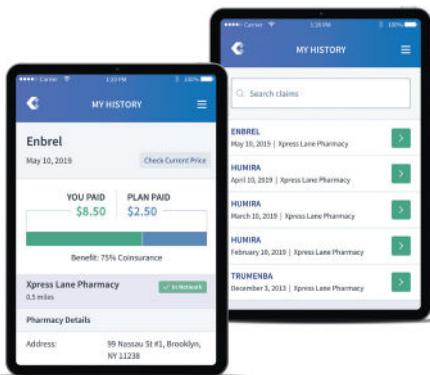 Carrier
1:20 PM
100%
MY HISTORY
Enbrel
May 10, 2019
Check Current Price
YOU PAID
PLAN PAID
$8.50
$2.50
Benefit: 75% Coinsurance
Xpress Lane Pharmacy
In Network
0.5 miles
Pharmacy Details
Address:
99 Nassau St #1, Brooklyn,
NY 11238
Carrier
1:20 PM
100%
MY HISTORY
Search claims
ENBREL
May 10, 2019 | Xpress Lane Pharmacy
HUMIRA
April 10, 2019 | Xpress Lane Pharmacy
HUMIRA
March 10, 2019 | Xpress Lane Pharmacy
HUMIRA
February 10, 2019 | Xpress Lane Pharmacy
TRUMENBA
December 3, 2013 | Xpress Lane Pharmacy